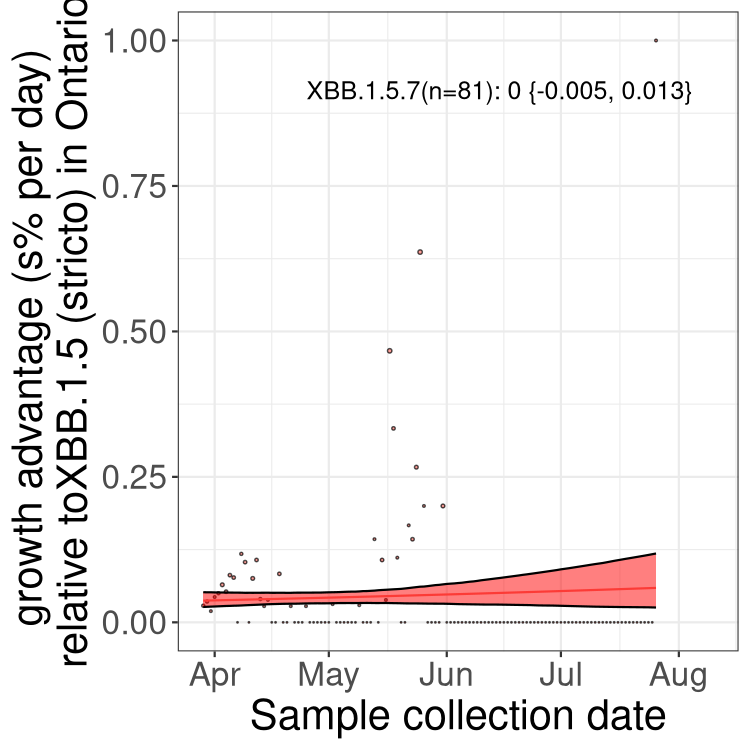 growth advantage (s% per day)
relative toXBB.1.5 (stricto) in Ontario
1.00
0.75
0.50
0.25
0.00
XBB.1.5.7(n=81): 0 {-0.005, 0.013}
Apr May Jun Jul Aug
Sample collection date